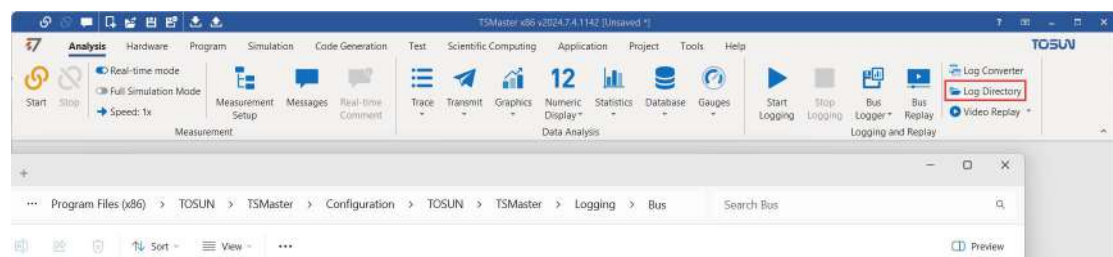 TSMaster x86 v2024.7.4.1142 [Unsaved *]
Analysis Hardware Program Simulation Code Generation Test Scientific Computing Application Project Tools Help TOSUN
Real-time mode
Full Simulation Mode
Speed: 1x
Start Stop Measurement Setup Messages Real-time Comment Trace Transmit Graphics Numeric Display Statistics Database Gauges Start Logging Stop Logging Bus Logger Bus Replay
Log Converter
Log Directory
Video Replay
Measurement Data Analysis Logging and Replay
+
... Program Files (x86) > TOSUN > TSMaster > Configuration > TOSUN > TSMaster > Logging > Bus Search Bus
Sort View ... Preview